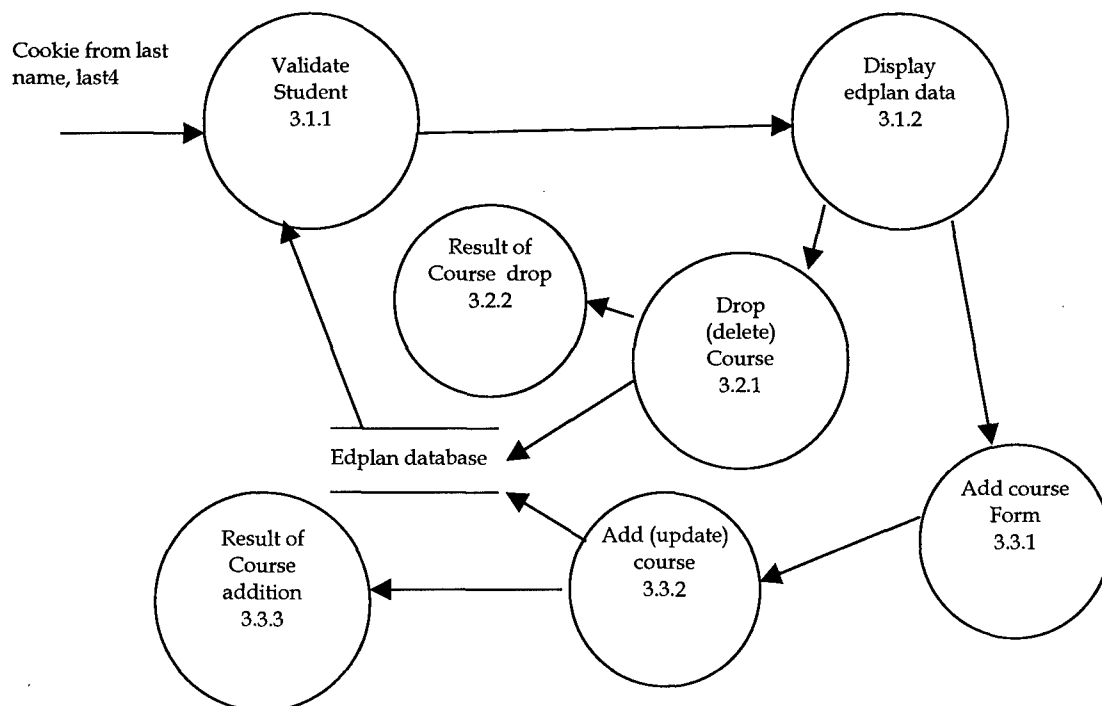 Cookie from last
name, last4
Validate
Student
3.1.1
Display
edplan data
3.1.2
Result of
Course drop
3.2.2
Drop
(delete)
Course
3.2.1
Edplan database
Add course
Form
3.3.1
Add (update)
course
3.3.2
Result of
Course
addition
3.3.3